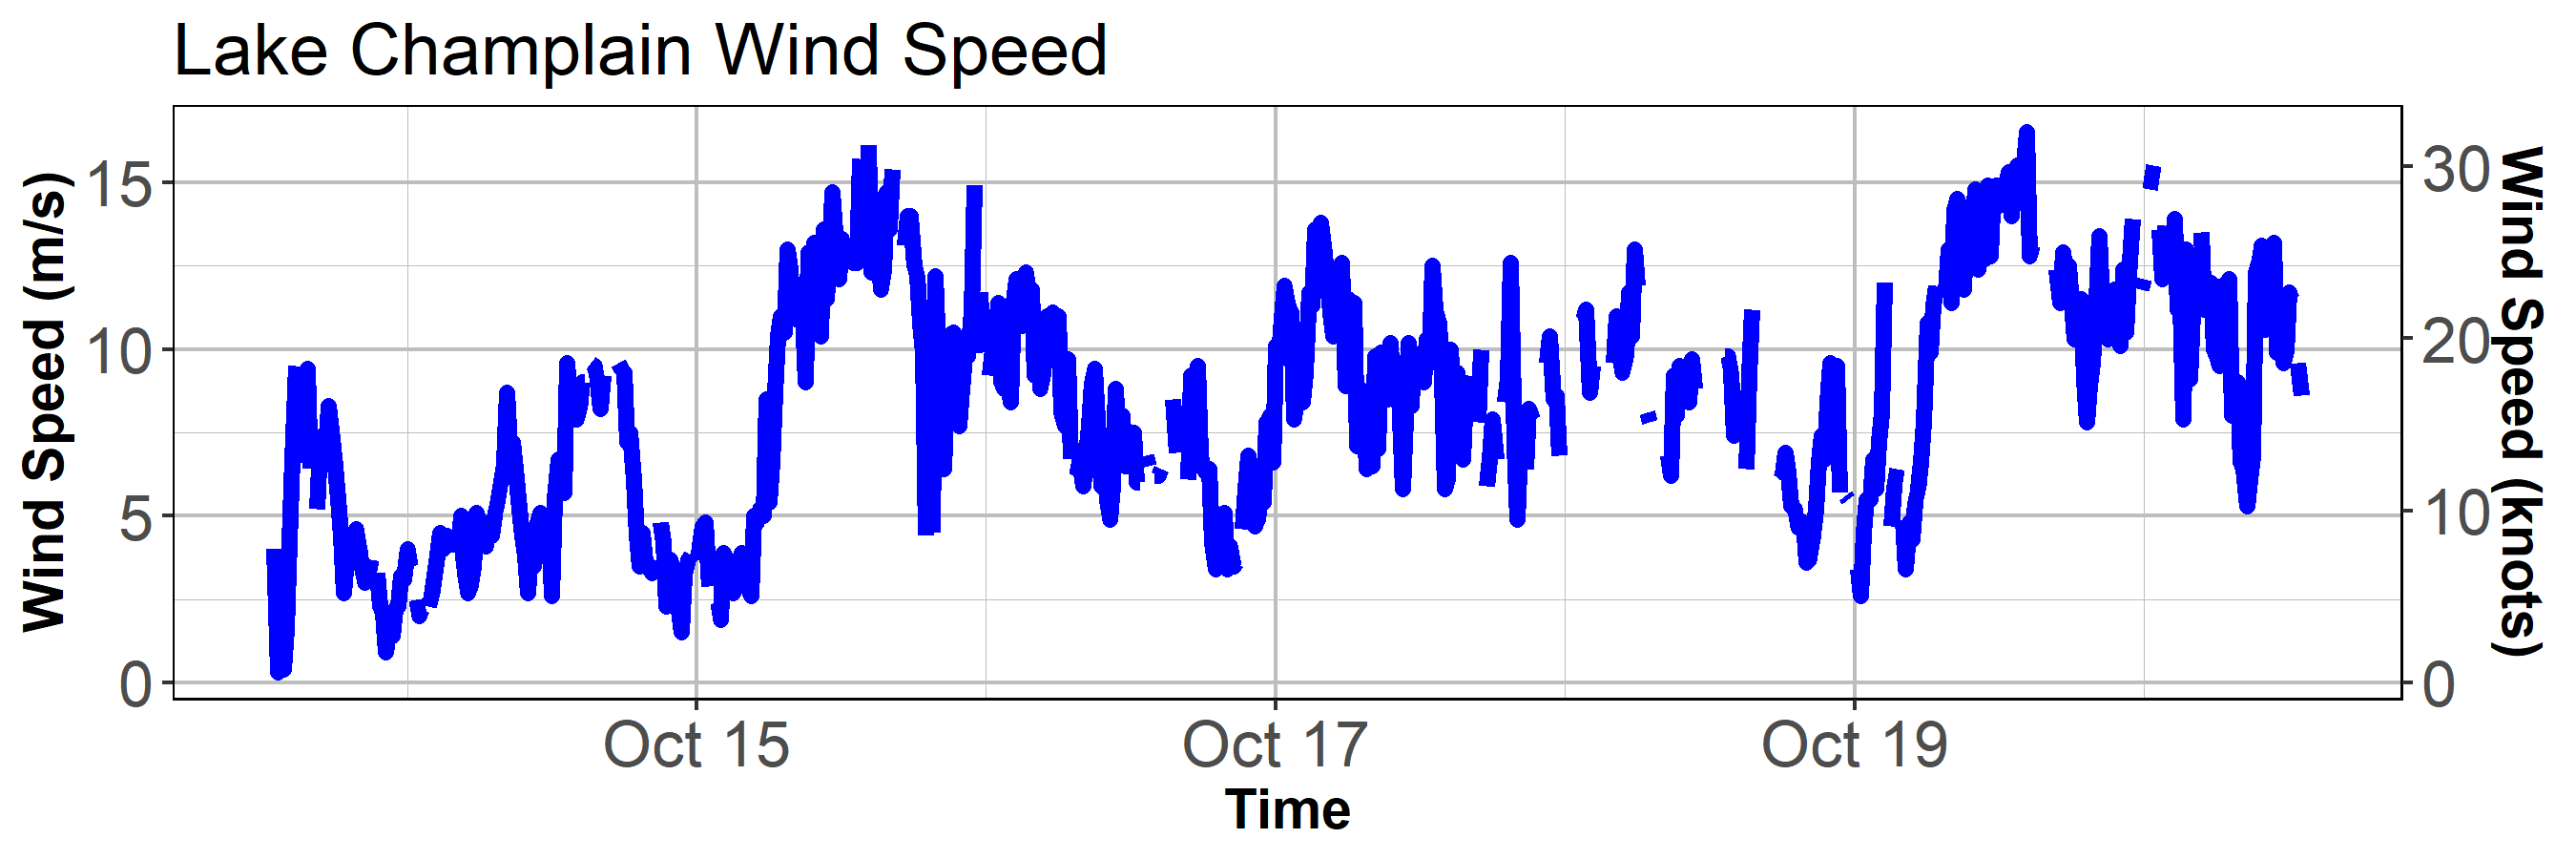 Lake Champlain Wind Speed
Wind Speed (m/s)
15
10
5
0
30
20
10
0
Wind Speed (knots)
Oct 15
Oct 17
Oct 19
Time